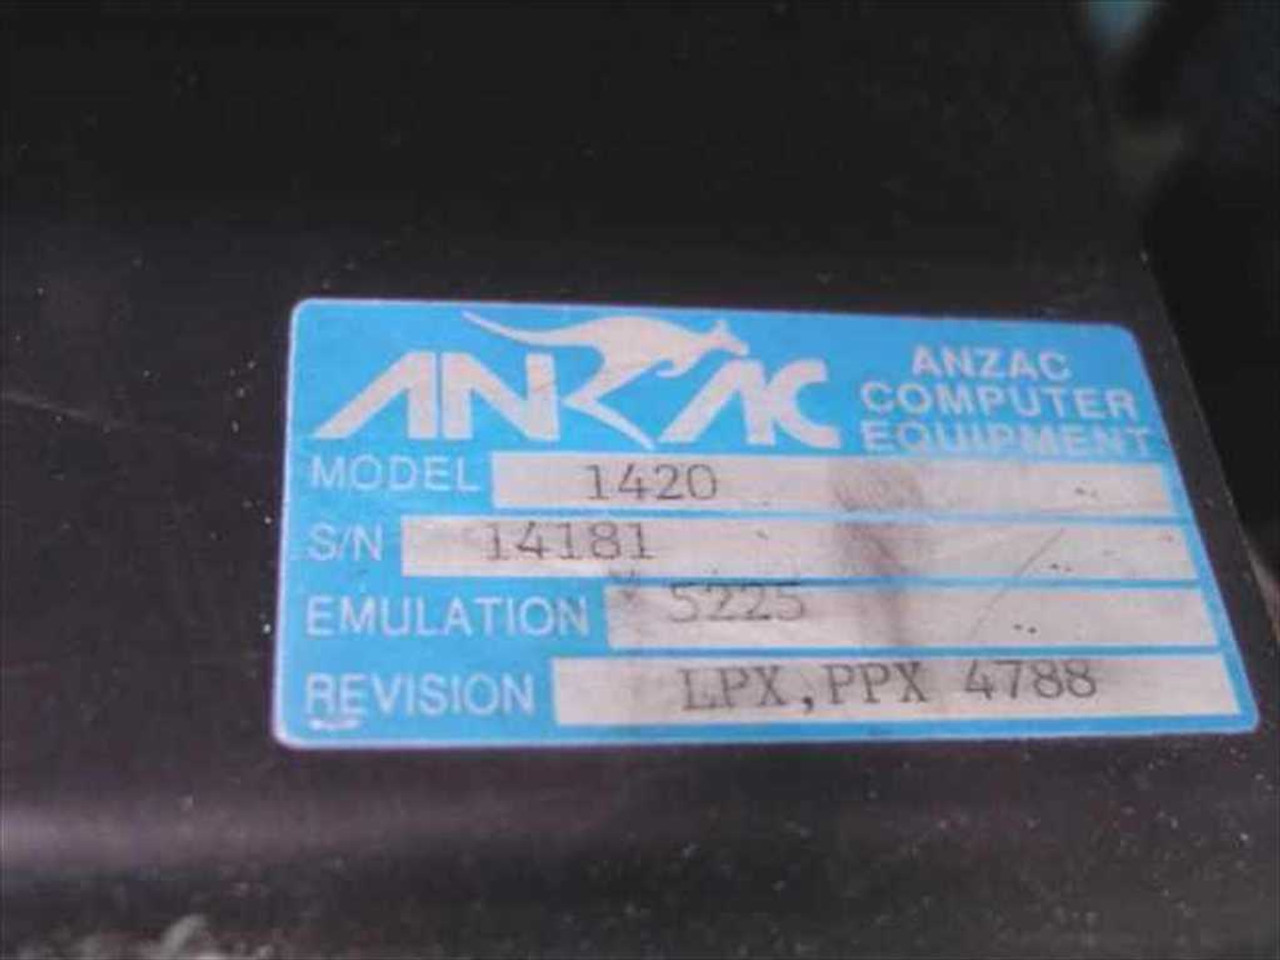 ANZAC
ANZAC
COMPUTER
EQUIPMENT
MODEL 1420
S/N 14181
EMULATION 5225
REVISION LPX,PPX 4788